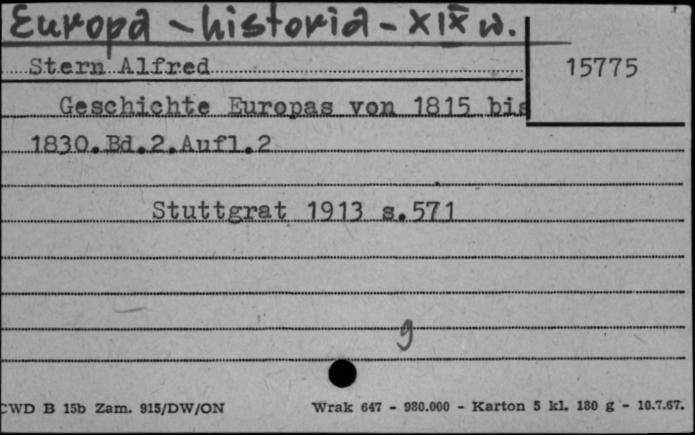 Europa - historia - XIX w.
Stern Alfred
15775
Geschichte Europas von 1815 bis
1830.Bd.2.Aufl.2
Stuttgrat 1913 s.571
g
CWD B 15b Zam. 915/DW/ON Wrak 647 - 980.000 - Karton 5 kl. 180 g - 10.7.67.